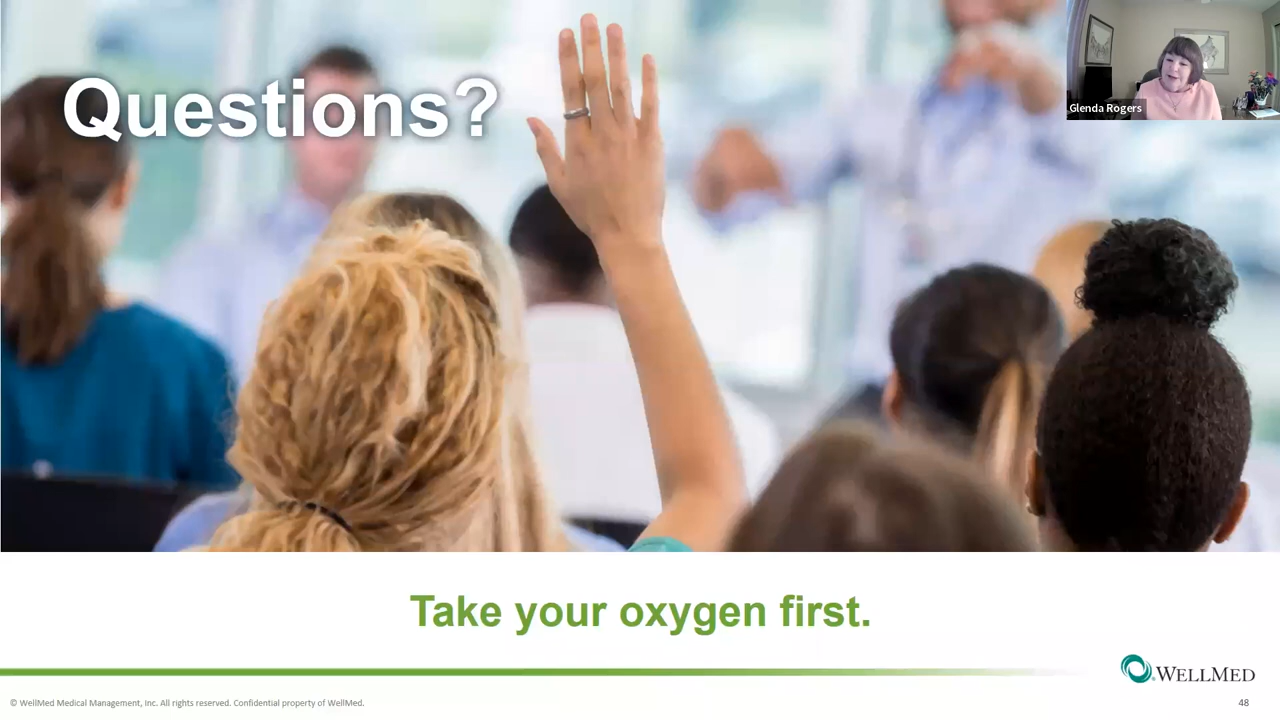 Questions?
Glenda Rogers
Take your oxygen first.
WELLMED
© WellMed Medical Management, Inc. All rights reserved. Confidential property of WellMed.
48